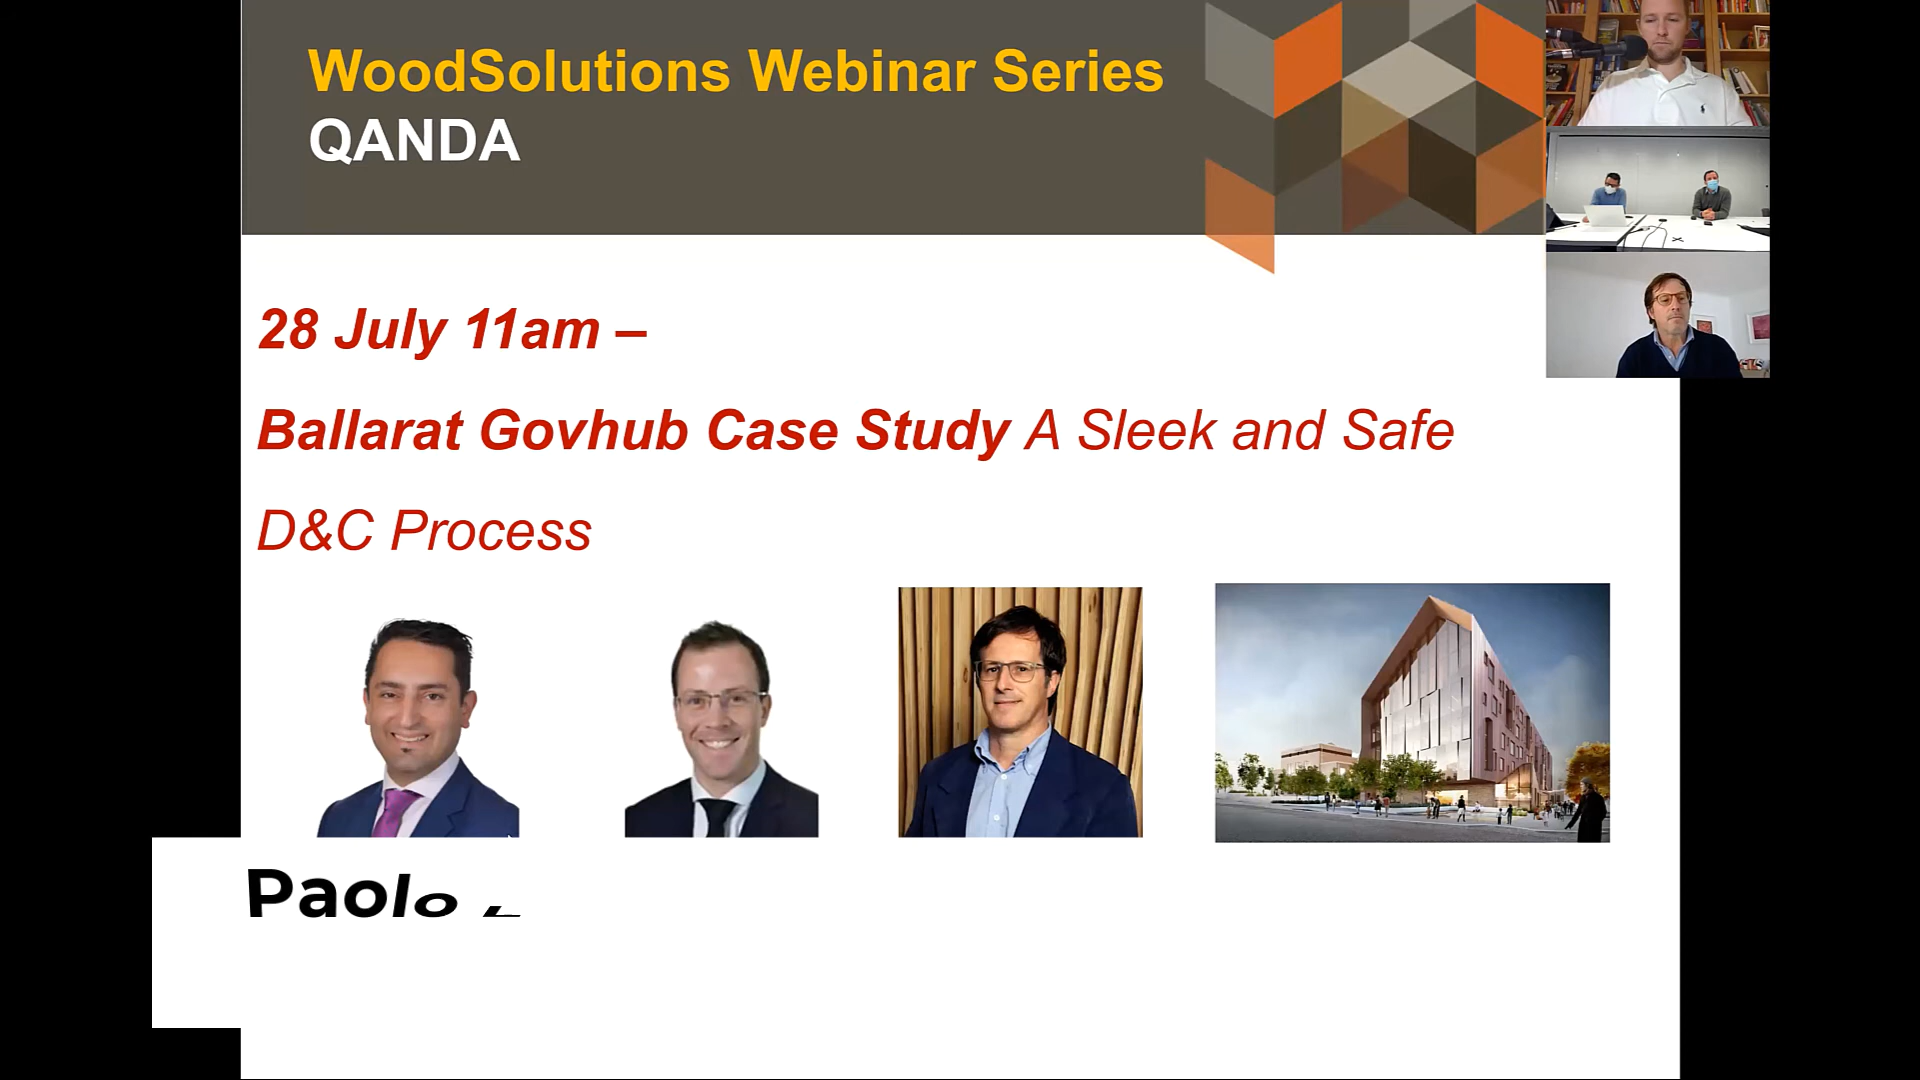 WoodSolutions Webinar Series
QANDA
28 July 11am –
Ballarat Govhub Case Study A Sleek and Safe
D&C Process
Paolo